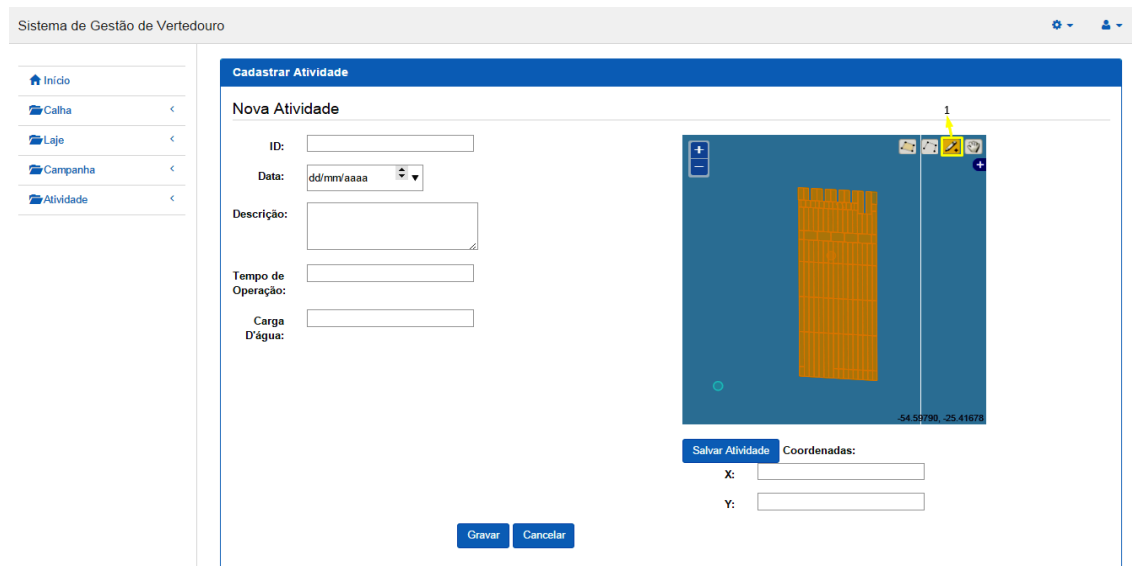 Sistema de Gestão de Vertedouro
Início
Calha
Laje
Campanha
Atividade
Cadastrar Atividade
Nova Atividade
ID:
Data:
dd/mm/aaaa
Descrição:
Tempo de
Operação:
Carga
D'água:
1
+
−
+
-54.59790, -25.41678
Salvar Atividade
Coordenadas:
X:
Y:
Gravar
Cancelar